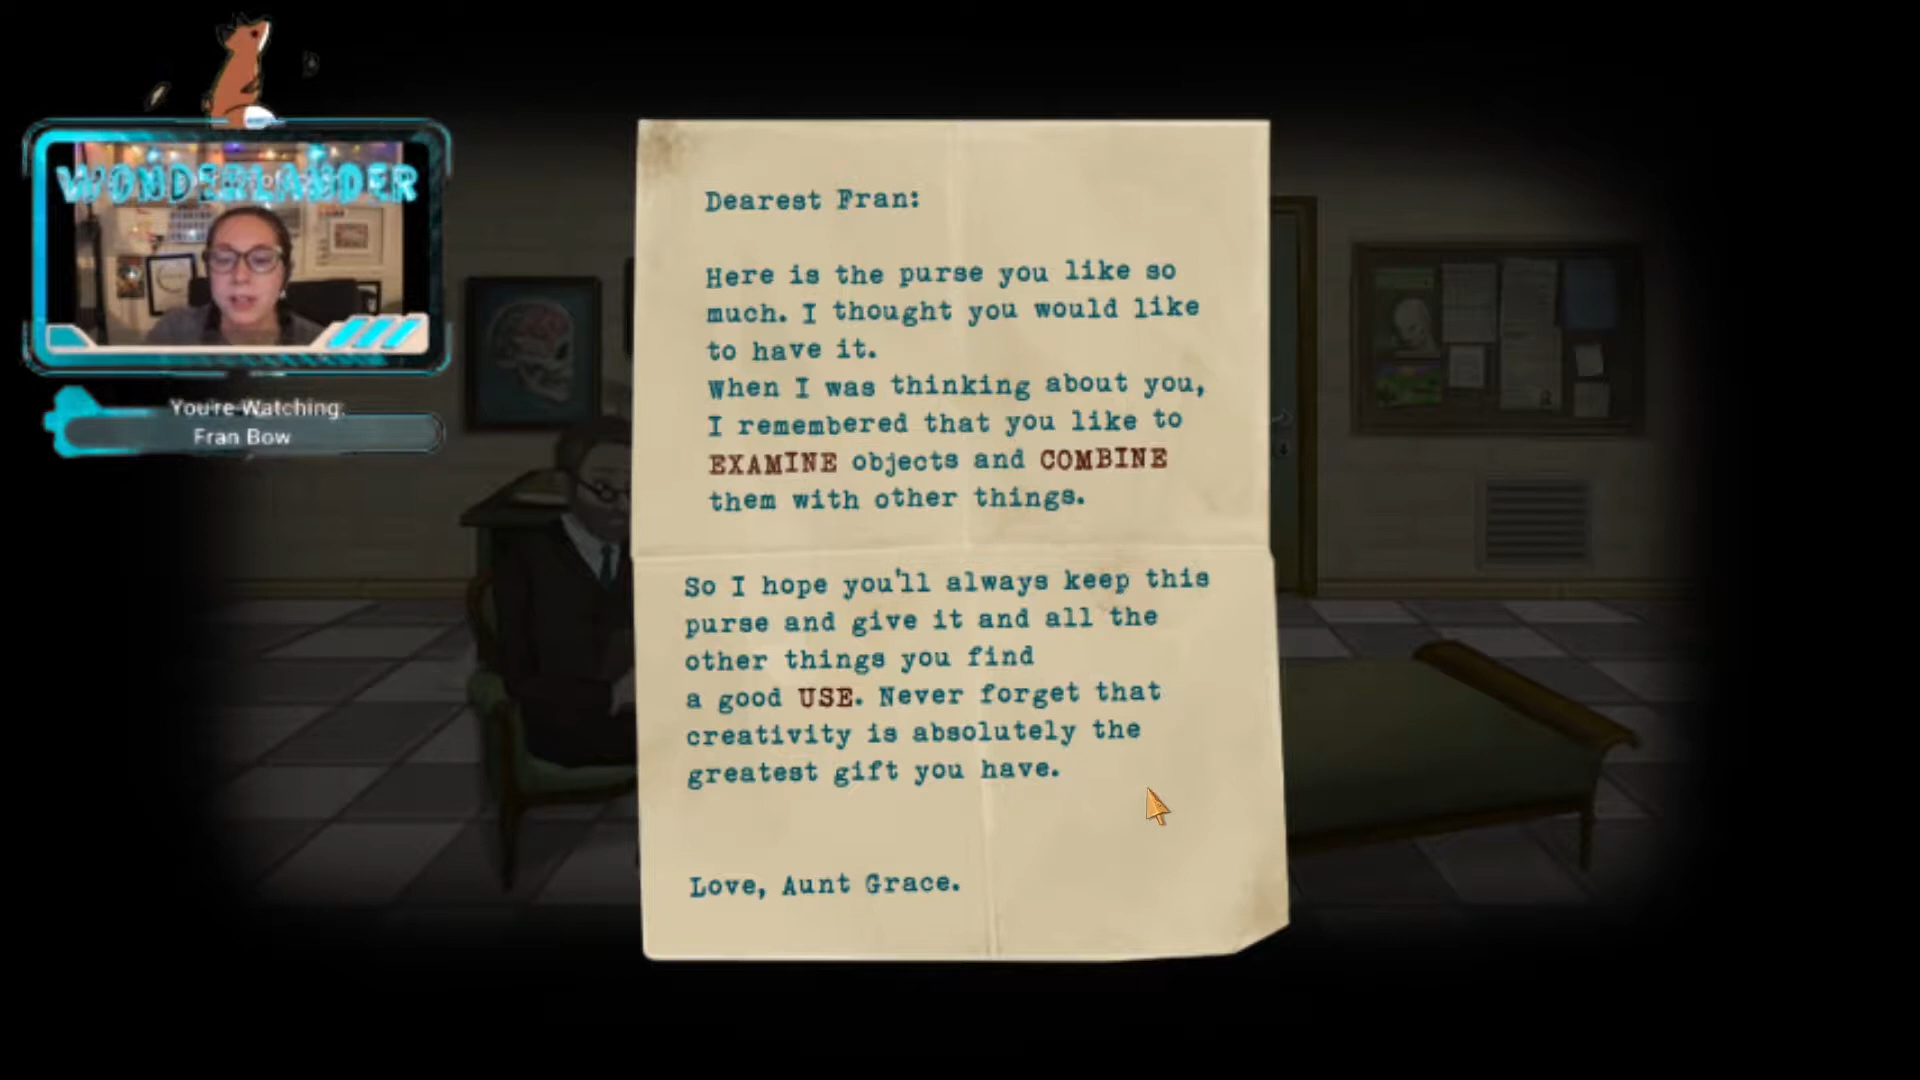 WONDERLANDER
You're Watching:
Fran Bow
Dearest Fran:
Here is the purse you like so
much. I thought you would like
to have it.
When I was thinking about you,
I remembered that you like to
EXAMINE objects and COMBINE
them with other things.
So I hope you'll always keep this
purse and give it and all the
other things you find
a good USE. Never forget that
creativity is absolutely the
greatest gift you have.
Love, Aunt Grace.